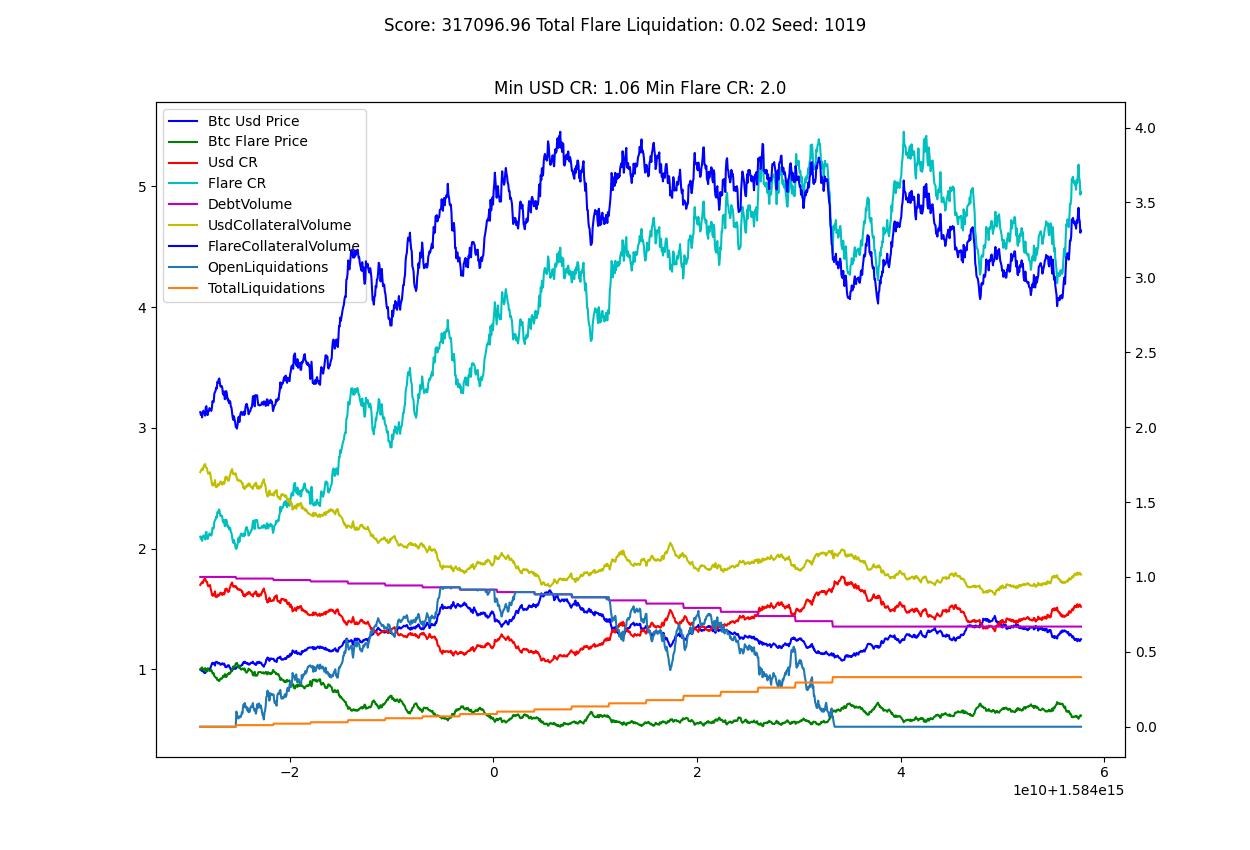 Score: 317096.96 Total Flare Liquidation: 0.02 Seed: 1019
Min USD CR: 1.06 Min Flare CR: 2.0
Btc Usd Price
Btc Flare Price
Usd CR
Flare CR
DebtVolume
UsdCollateralVolume
FlareCollateralVolume
OpenLiquidations
TotalLiquidations
5
4
3
2
1
4.0
3.5
3.0
2.5
2.0
1.5
1.0
0.5
0.0
−2 0 2 4 6
1e10+1.584e15